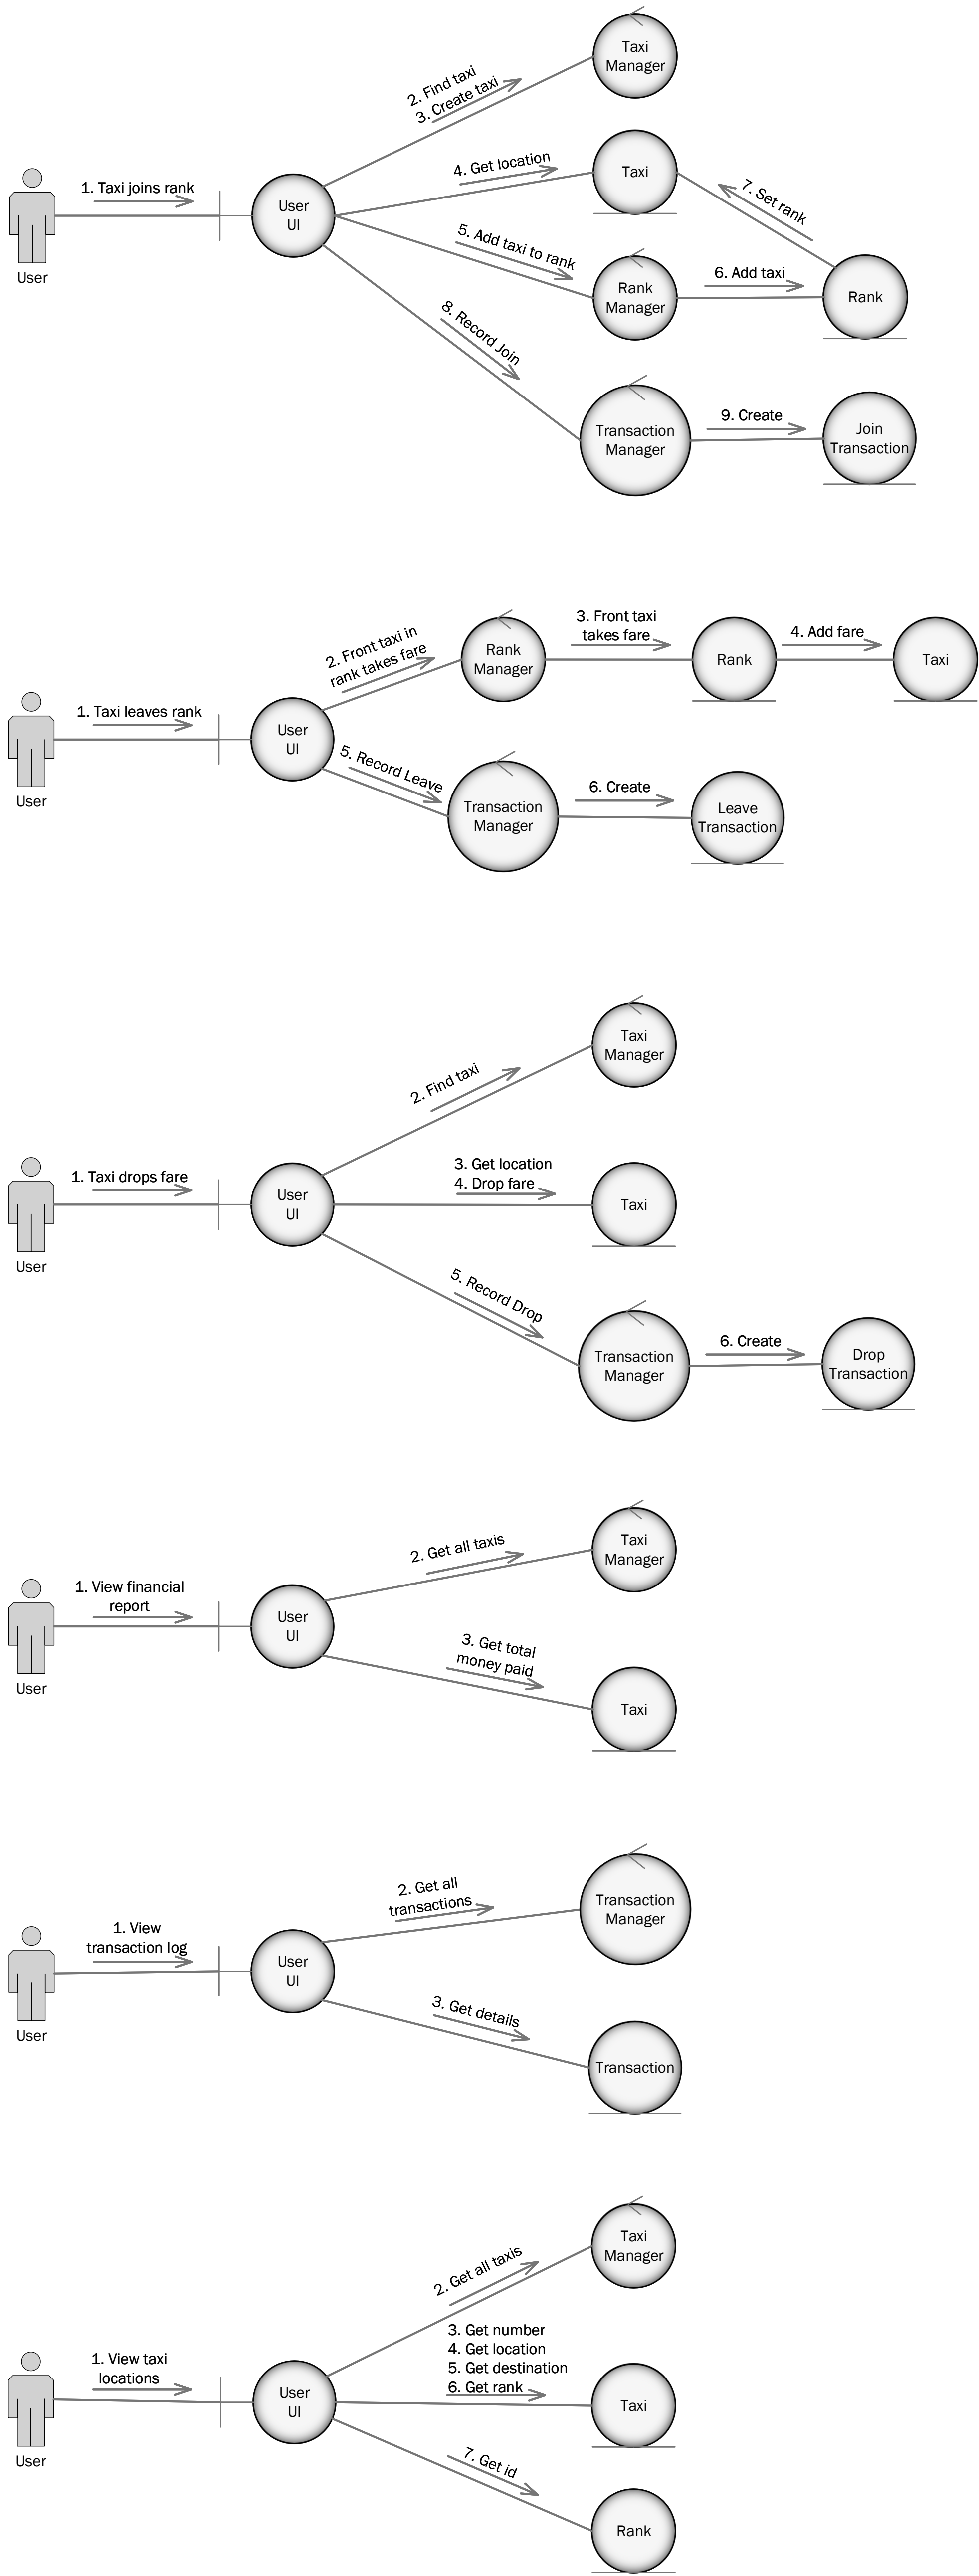 Taxi
Manager
2. Find taxi
3. Create taxi
4. Get location
Taxi
7. Set rank
1. Taxi joins rank
User
UI
User
5. Add taxi to rank
Rank
Manager
6. Add taxi
Rank
8. Record Join
Transaction
Manager
9. Create
Join
Transaction
2. Front taxi in
rank takes fare
Rank
Manager
3. Front taxi
takes fare
Rank
4. Add fare
Taxi
1. Taxi leaves rank
User
UI
User
5. Record Leave
Transaction
Manager
6. Create
Leave
Transaction
Taxi
Manager
2. Find taxi
1. Taxi drops fare
User
UI
User
3. Get location
4. Drop fare
Taxi
5. Record Drop
Transaction
Manager
6. Create
Drop
Transaction
Taxi
Manager
2. Get all taxis
1. View financial
report
User
UI
User
3. Get total
money paid
Taxi
2. Get all
transactions
Transaction
Manager
1. View
transaction log
User
UI
User
3. Get details
Transaction
Taxi
Manager
2. Get all taxis
1. View taxi
locations
User
UI
User
3. Get number
4. Get location
5. Get destination
6. Get rank
Taxi
7. Get id
Rank